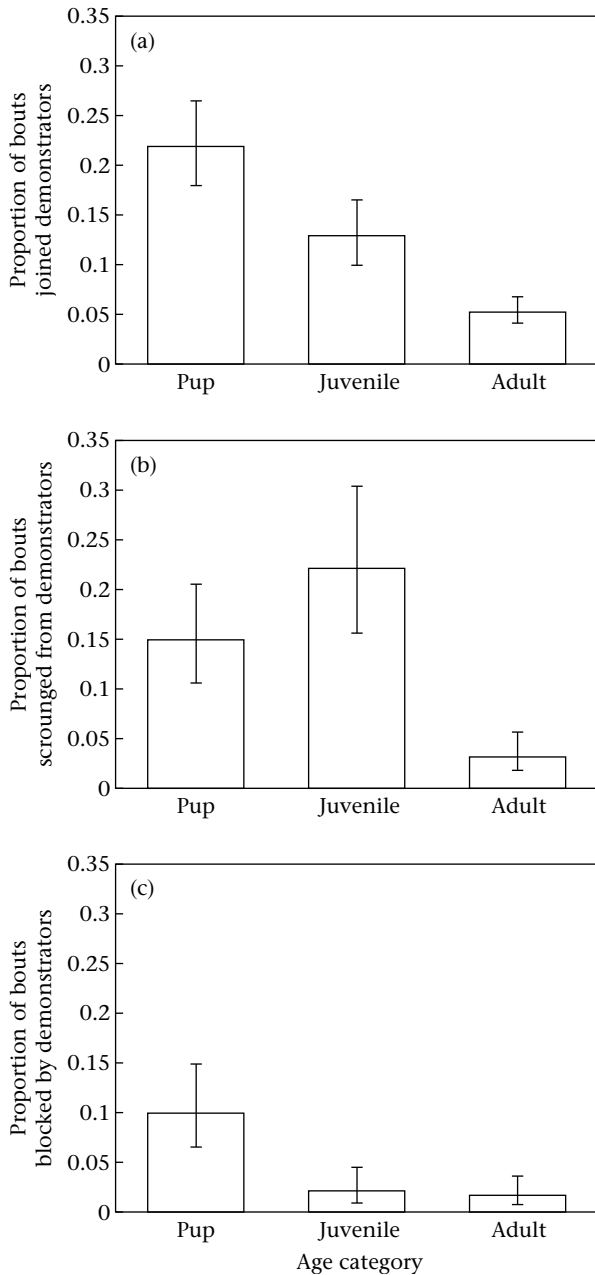 (a)
Proportion of bouts
joined demonstrators
0.35
0.3
0.25
0.2
0.15
0.1
0.05
0
Pup Juvenile Adult
(b)
Proportion of bouts
scrounged from demonstrators
0.35
0.3
0.25
0.2
0.15
0.1
0.05
0
Pup Juvenile Adult
(c)
Proportion of bouts
blocked by demonstrators
0.35
0.3
0.25
0.2
0.15
0.1
0.05
0
Pup Juvenile Adult
Age category